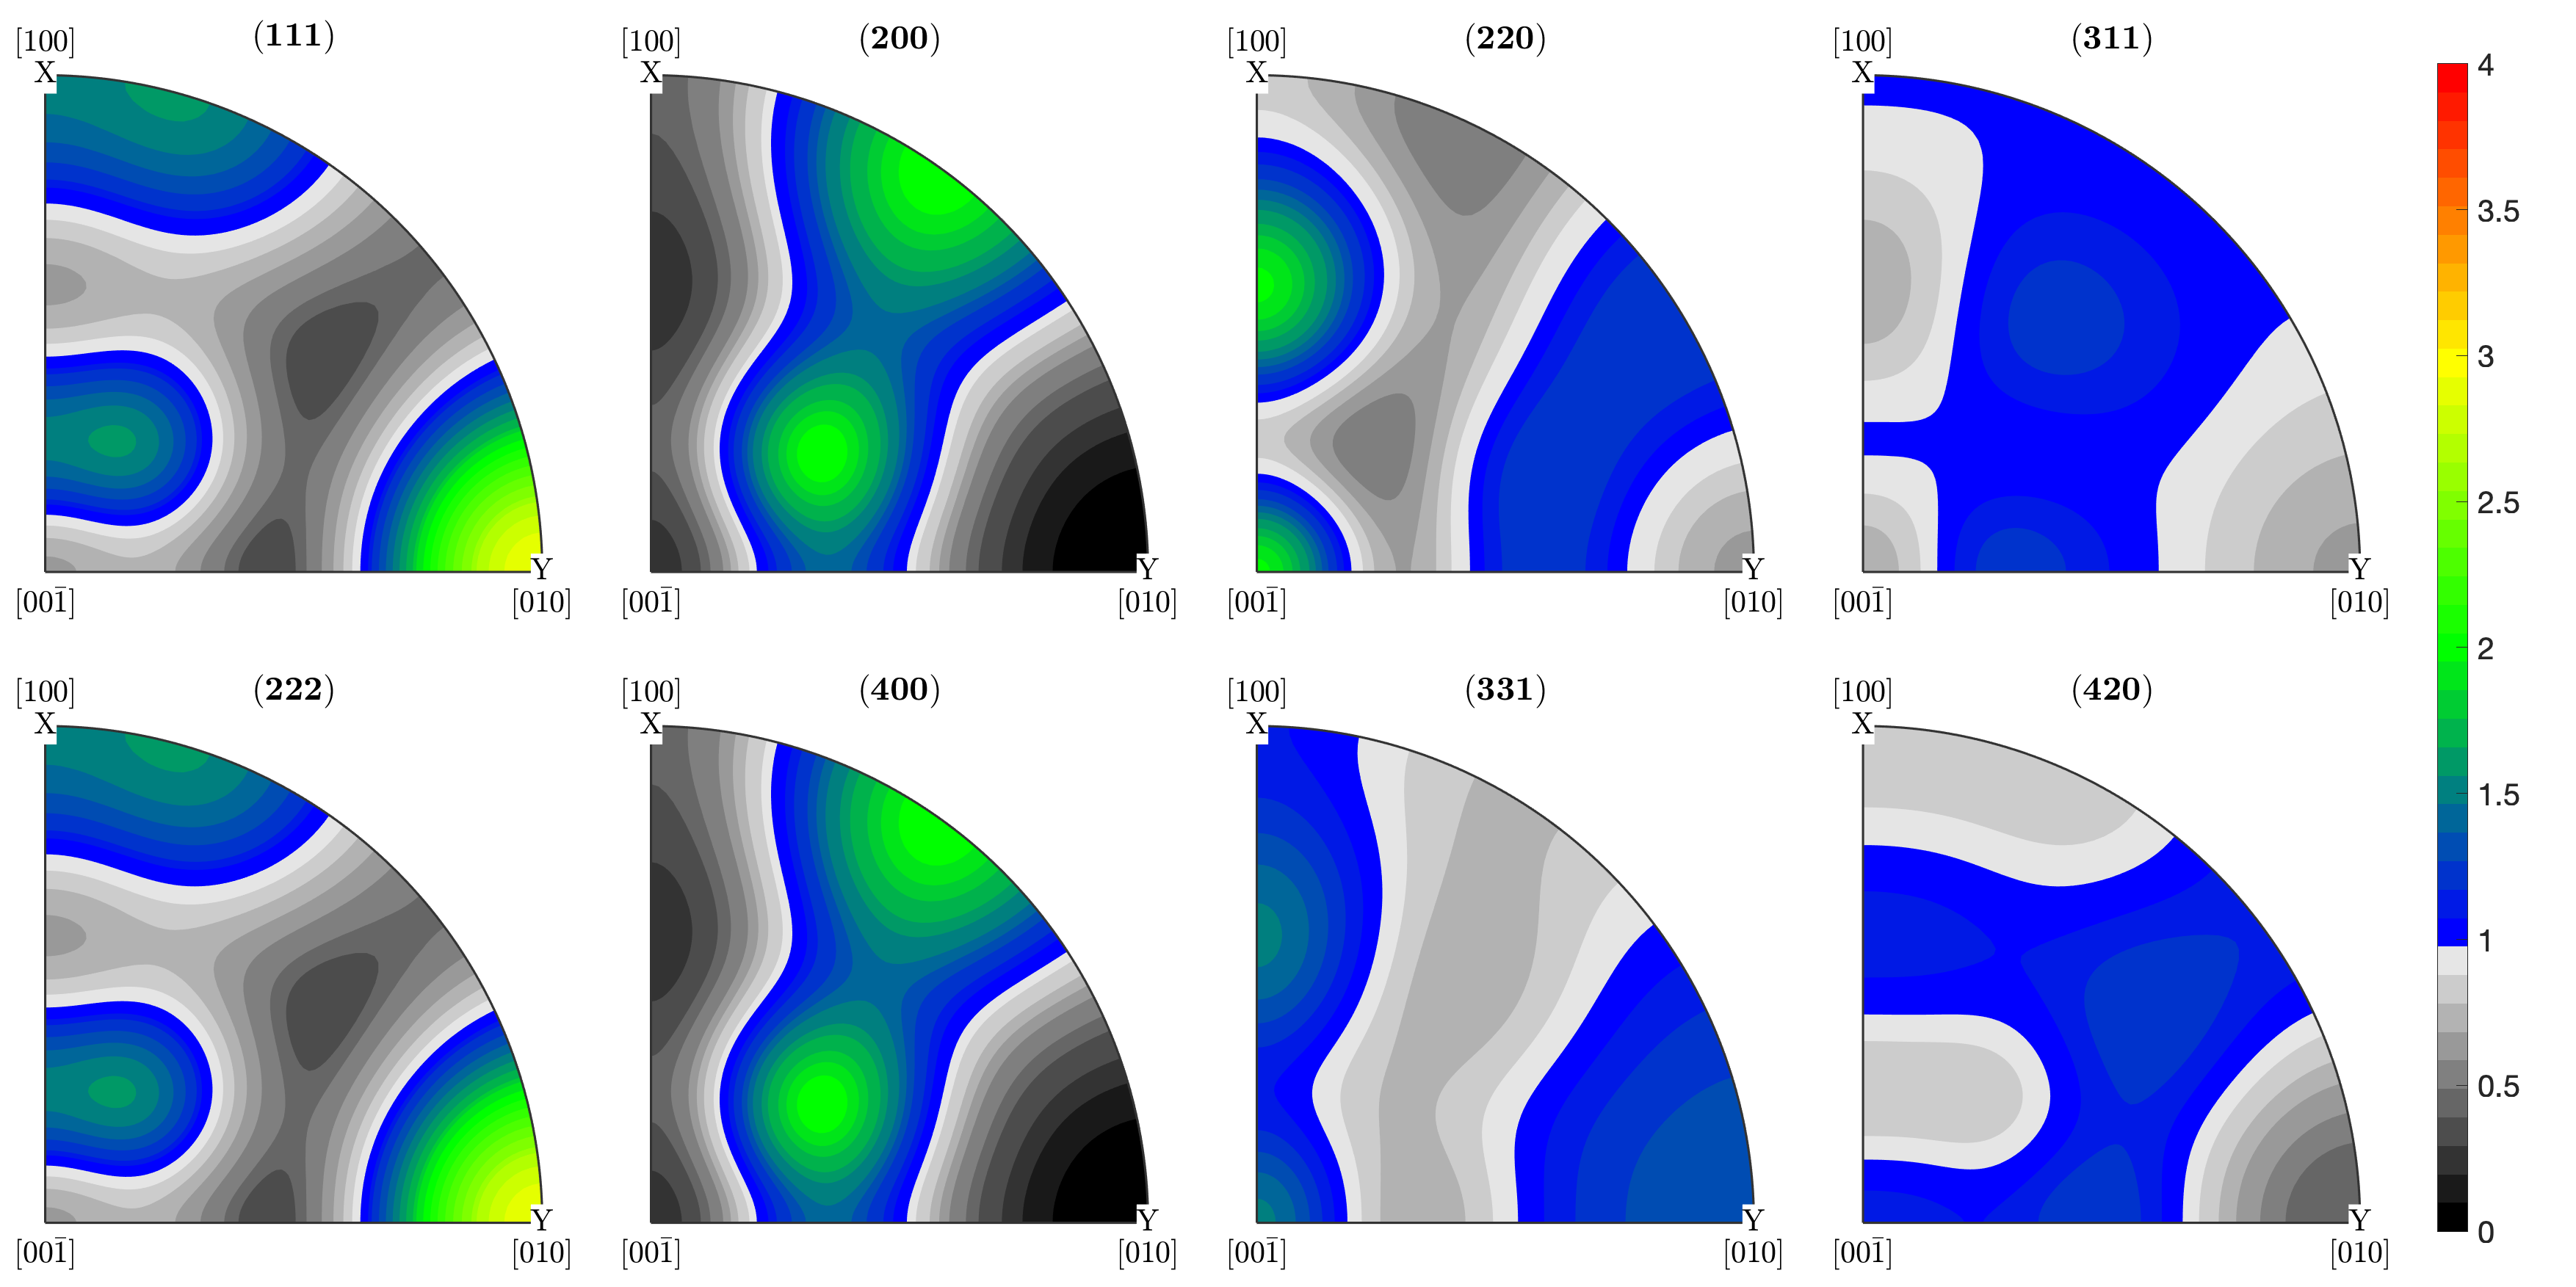 (111) (200) (220) (311)
[100] [100] [100] [100]
X X X X
4
3.5
3
2.5
2
1.5
1
0.5
0
Y Y Y Y
[001̄] [010] [001̄] [010] [001̄] [010] [001̄] [010]
(222) (400) (331) (420)
[100] [100] [100] [100]
X X X X
Y Y Y Y
[001̄] [010] [001̄] [010] [001̄] [010] [001̄] [010]